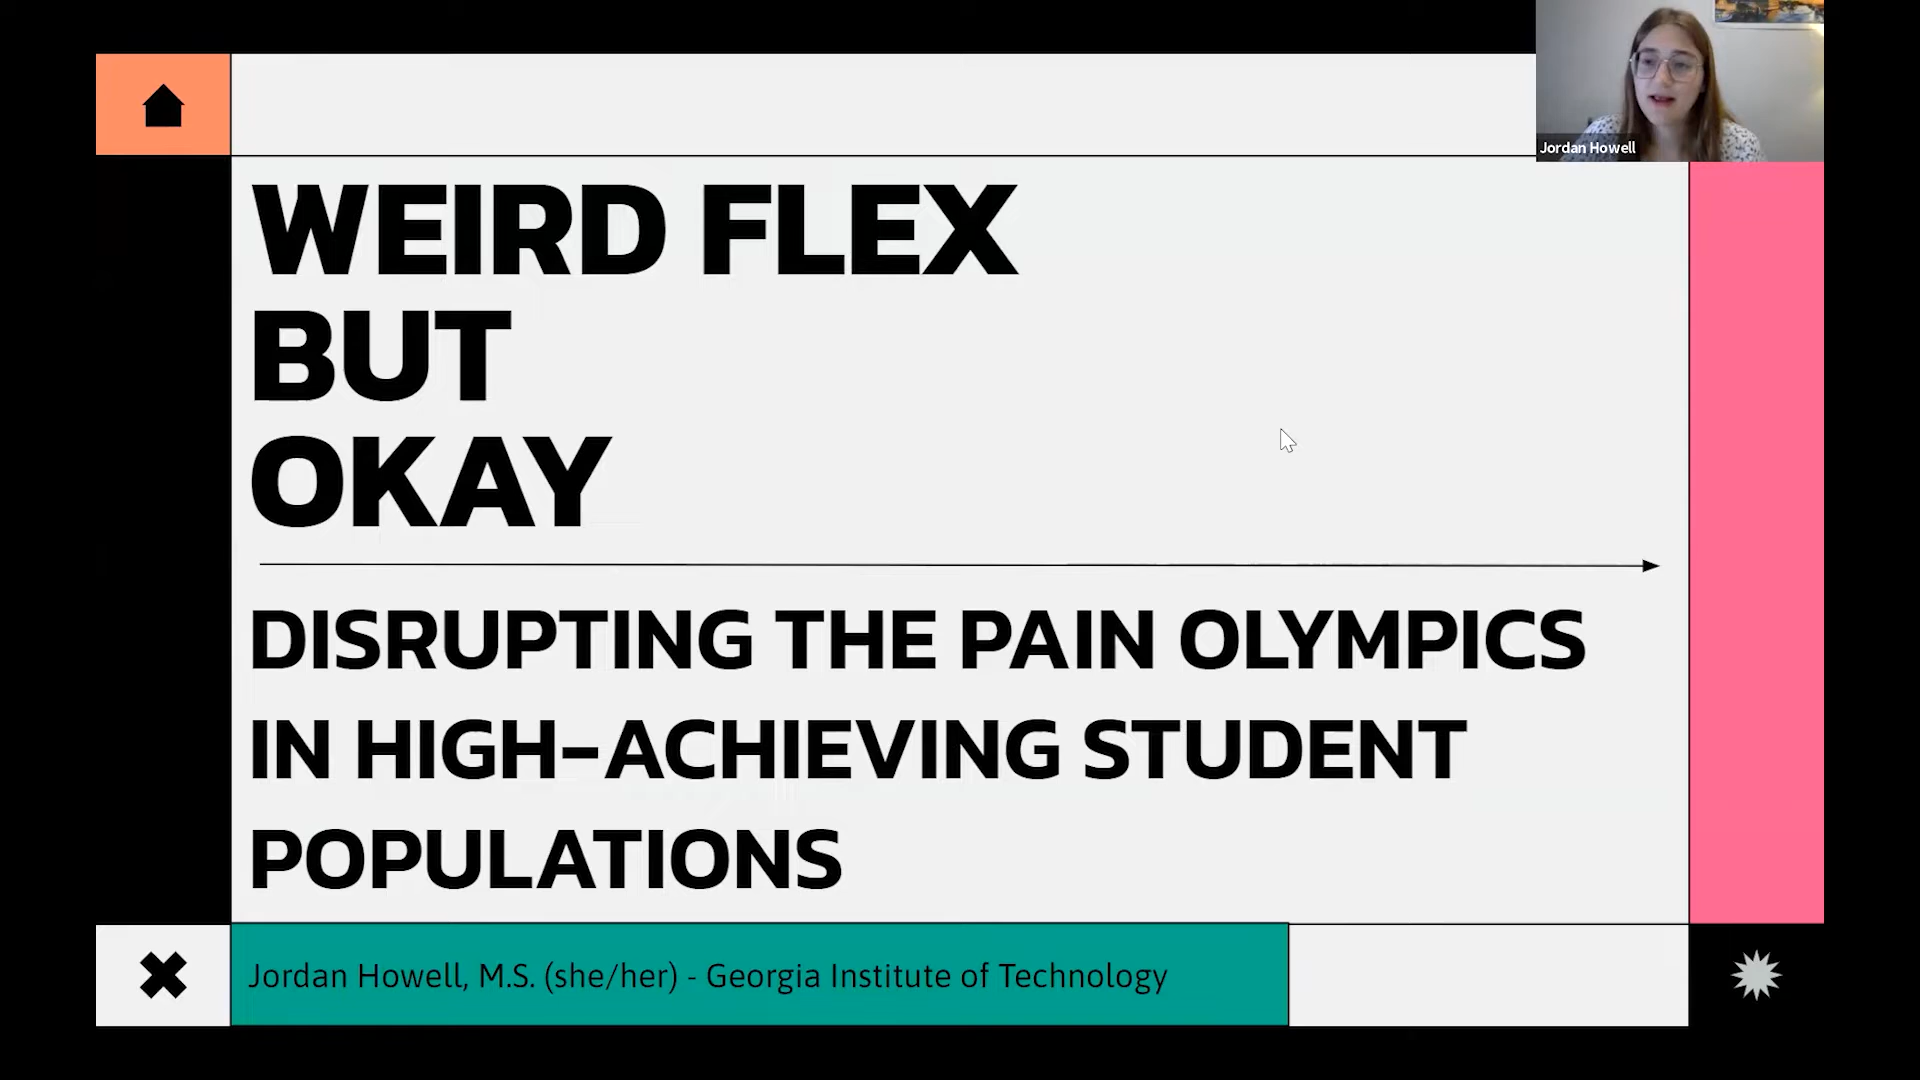 Jordan Howell
WEIRD FLEX
BUT
OKAY
DISRUPTING THE PAIN OLYMPICS
IN HIGH-ACHIEVING STUDENT
POPULATIONS
Jordan Howell, M.S. (she/her) - Georgia Institute of Technology